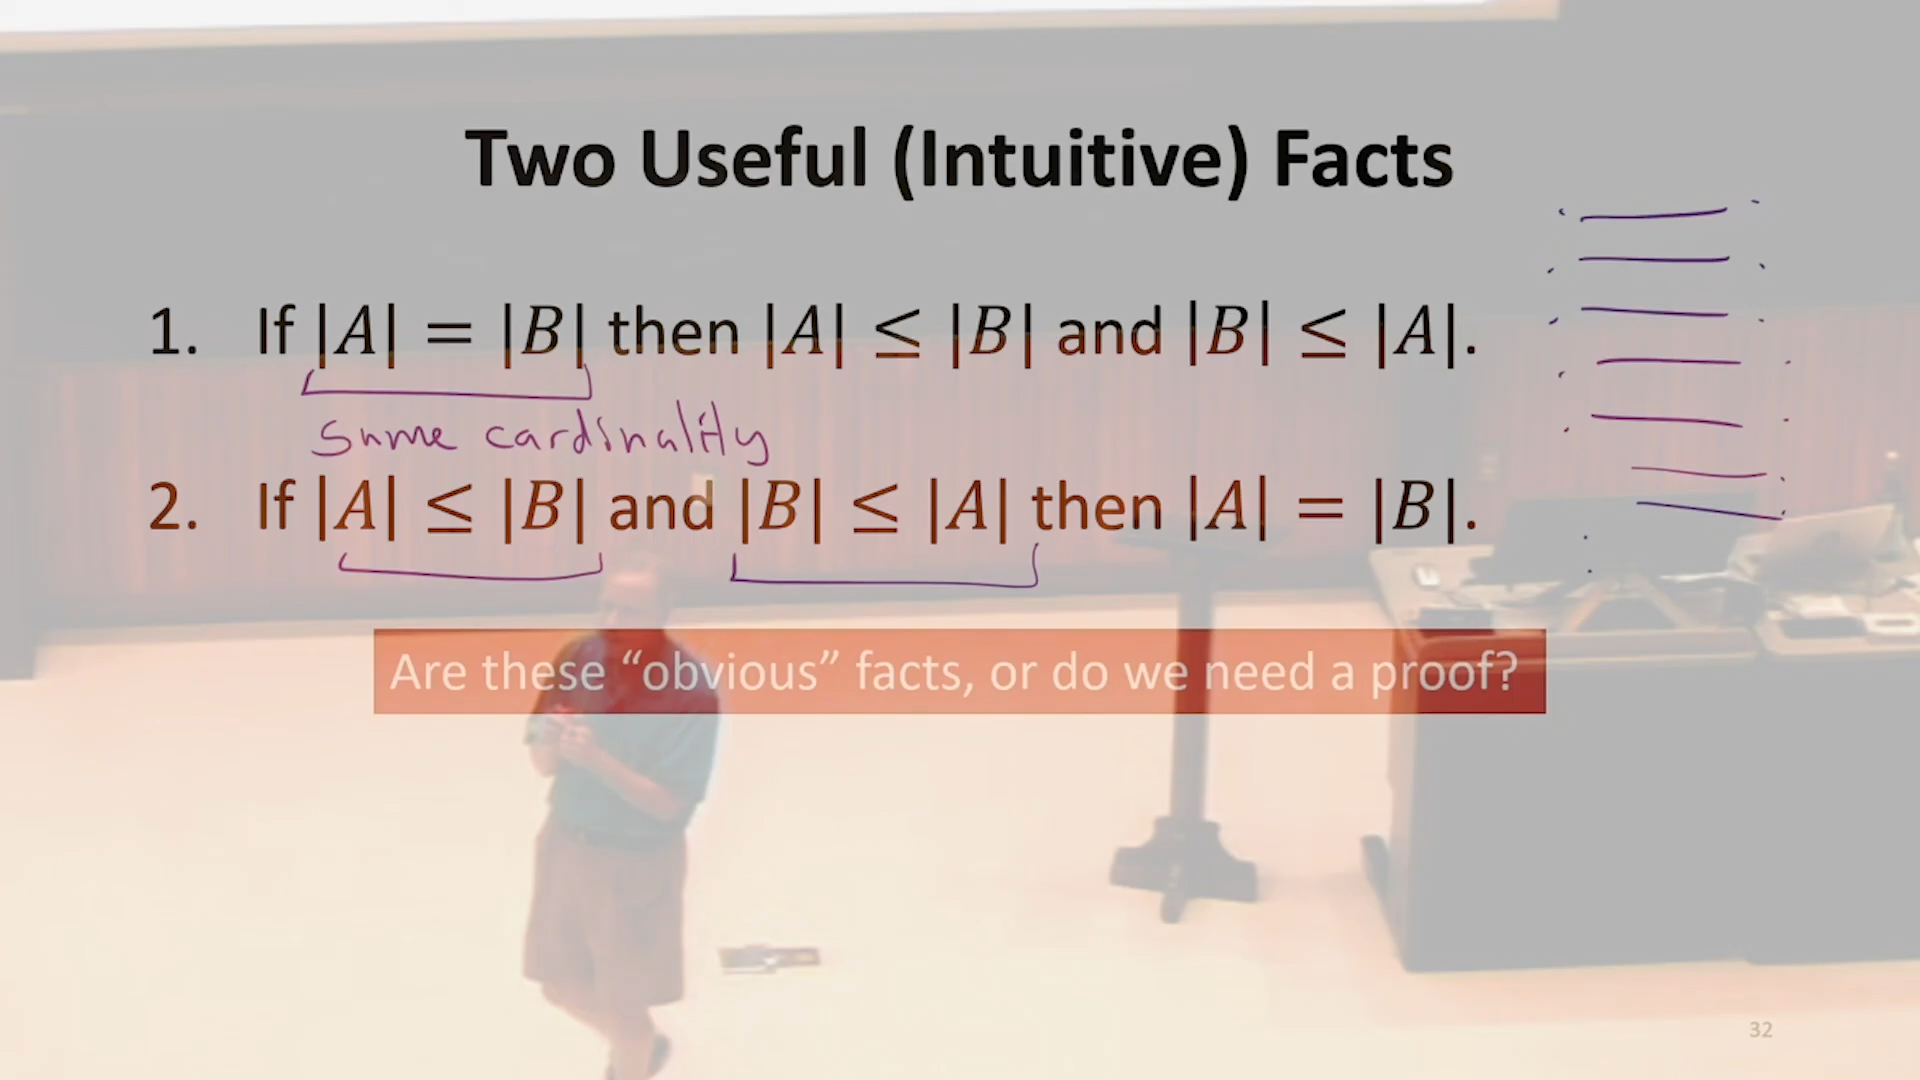 Two Useful (Intuitive) Facts
1. If |A| = |B| then |A| ≤ |B| and |B| ≤ |A|.
same cardinality
2. If |A| ≤ |B| and |B| ≤ |A| then |A| = |B|.
Are these “obvious” facts, or do we need a proof?
32